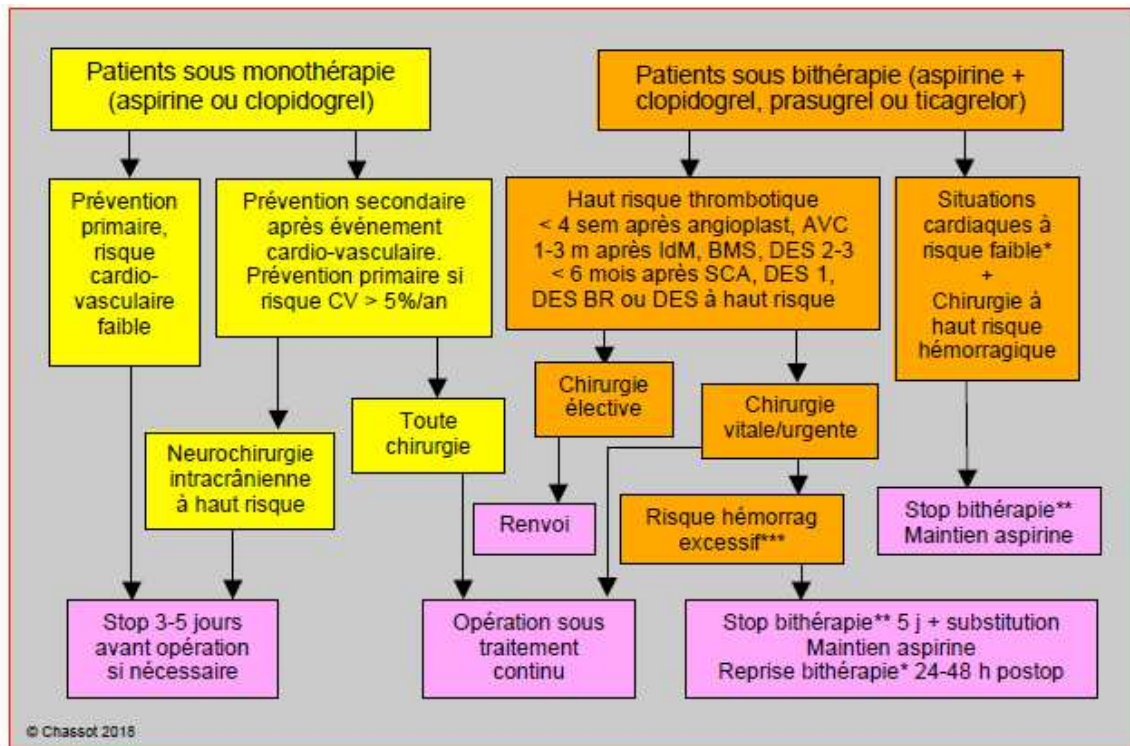 Patients sous monothérapie
(aspirine ou clopidogrel)
Patients sous bithérapie (aspirine +
clopidogrel, prasugrel ou ticagrelor)
Prévention
primaire,
risque
cardio-
vasculaire
faible
Prévention secondaire
après événement
cardio-vasculaire.
Prévention primaire si
risque CV > 5%/an
Haut risque thrombotique
< 4 sem après angioplast, AVC
1-3 m après IdM, BMS, DES 2-3
< 6 mois après SCA, DES 1,
DES BR ou DES à haut risque
Situations
cardiaques à
risque faible*
+
Chirurgie à
haut risque
hémorragique
Neurochirurgie
intracrânienne
à haut risque
Toute
chirurgie
Chirurgie
élective
Chirurgie
vitale/urgente
Renvoi
Risque hémorrag
excessif***
Stop bithérapie**
Maintien aspirine
Stop 3-5 jours
avant opération
si nécessaire
Opération sous
traitement
continu
Stop bithérapie** 5 j + substitution
Maintien aspirine
Reprise bithérapie* 24-48 h postop
© Chassot 2018